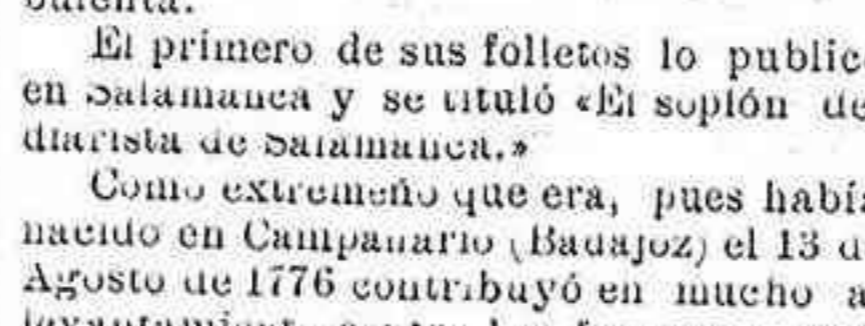 El primero de sus folletos lo public
en Salamanca y se tituló «El soplón de
diarista de Salamanca.»
Como extremeño que era, pues había
nacido en Campanario (Badajoz) el 13 d
Agosto de 1776 contribuyó en mucho a